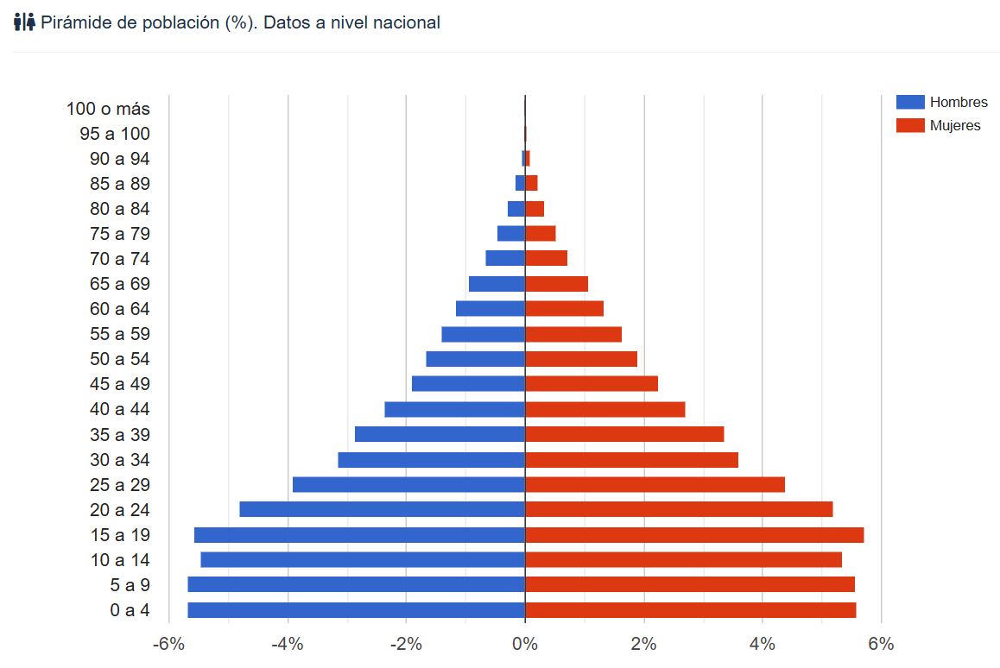 Pirámide de población (%). Datos a nivel nacional
Hombres
Mujeres
100 o más
95 a 100
90 a 94
85 a 89
80 a 84
75 a 79
70 a 74
65 a 69
60 a 64
55 a 59
50 a 54
45 a 49
40 a 44
35 a 39
30 a 34
25 a 29
20 a 24
15 a 19
10 a 14
5 a 9
0 a 4
-6% -4% -2% 0% 2% 4% 6%